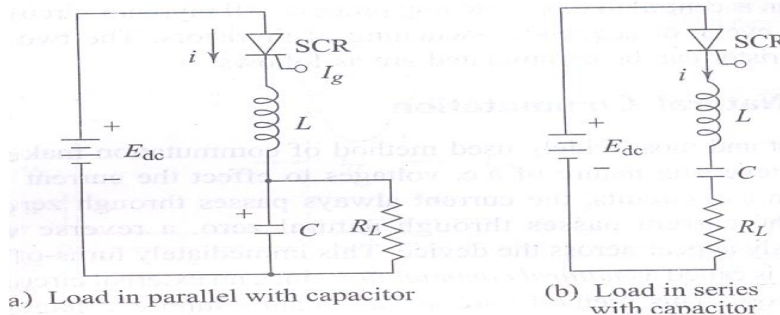 SCR
i
I_g
L
+
E_dc
−
+
C
R_L
a) Load in parallel with capacitor
SCR
i
L
+
E_dc
−
C
R_L
(b) Load in series
with capacitor